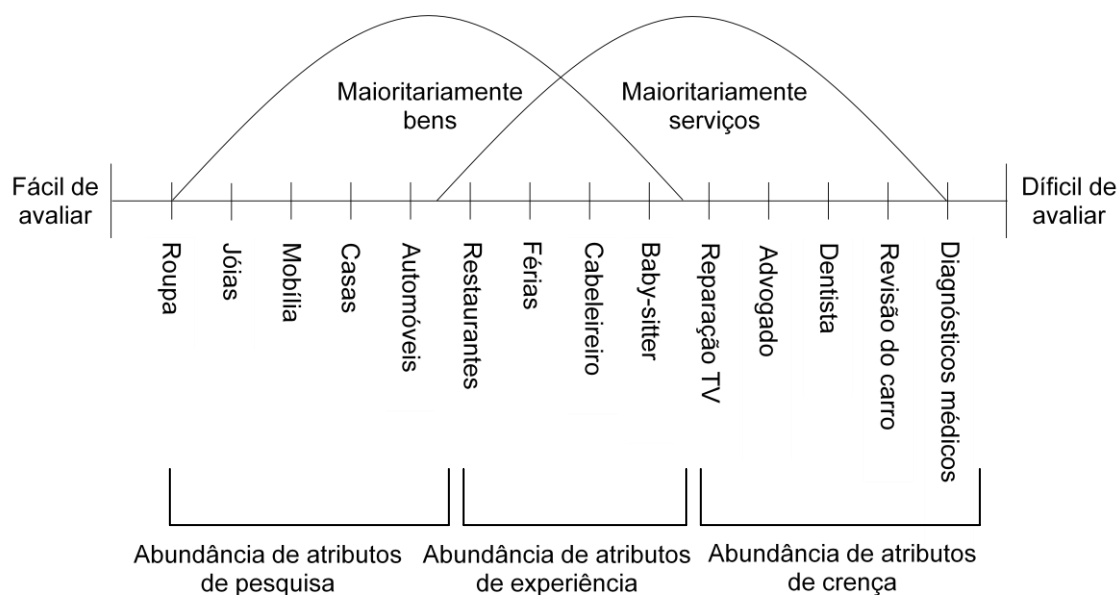 Maioritariamente
bens
Maioritariamente
serviços
Fácil de
avaliar
Díficil de
avaliar
Roupa
Jóias
Mobília
Casas
Automóveis
Restaurantes
Férias
Cabeleireiro
Baby-sitter
Reparação TV
Advogado
Dentista
Revisão do carro
Diagnósticos médicos
Abundância de atributos
de pesquisa
Abundância de atributos
de experiência
Abundância de atributos
de crença